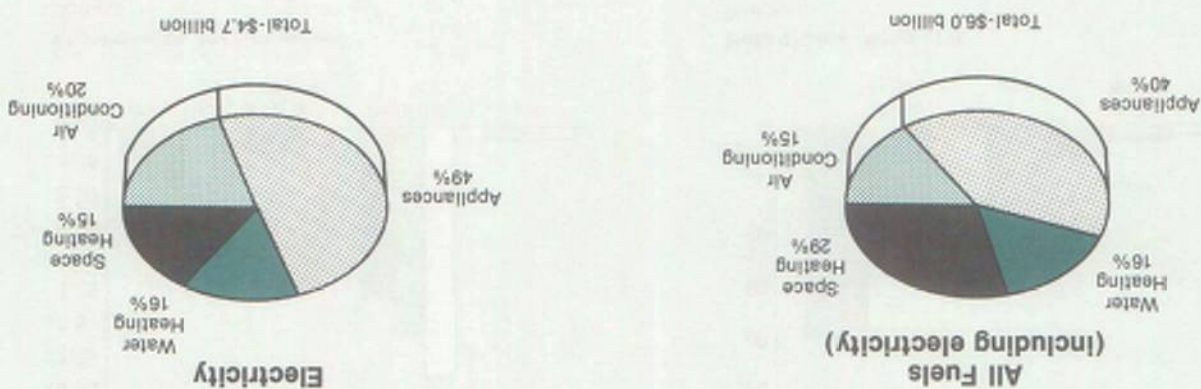 All Fuels
(including electricity)
Water
Heating
16%
Space
Heating
29%
Appliances
40%
Air
Conditioning
15%
Total-$6.0 billion
Electricity
Water
Heating
16%
Space
Heating
15%
Appliances
49%
Air
Conditioning
20%
Total-$4.7 billion